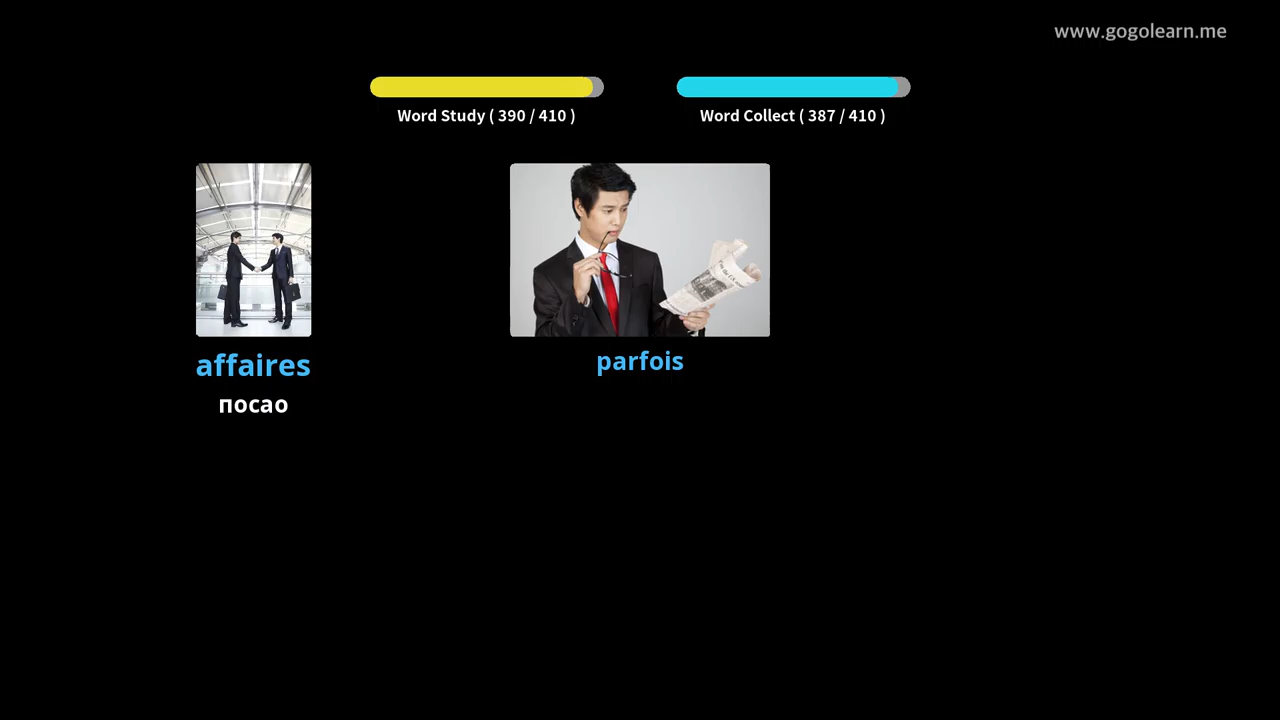 www.gogolearn.me
Word Study ( 390 / 410 )
Word Collect ( 387 / 410 )
affaires
посао
parfois